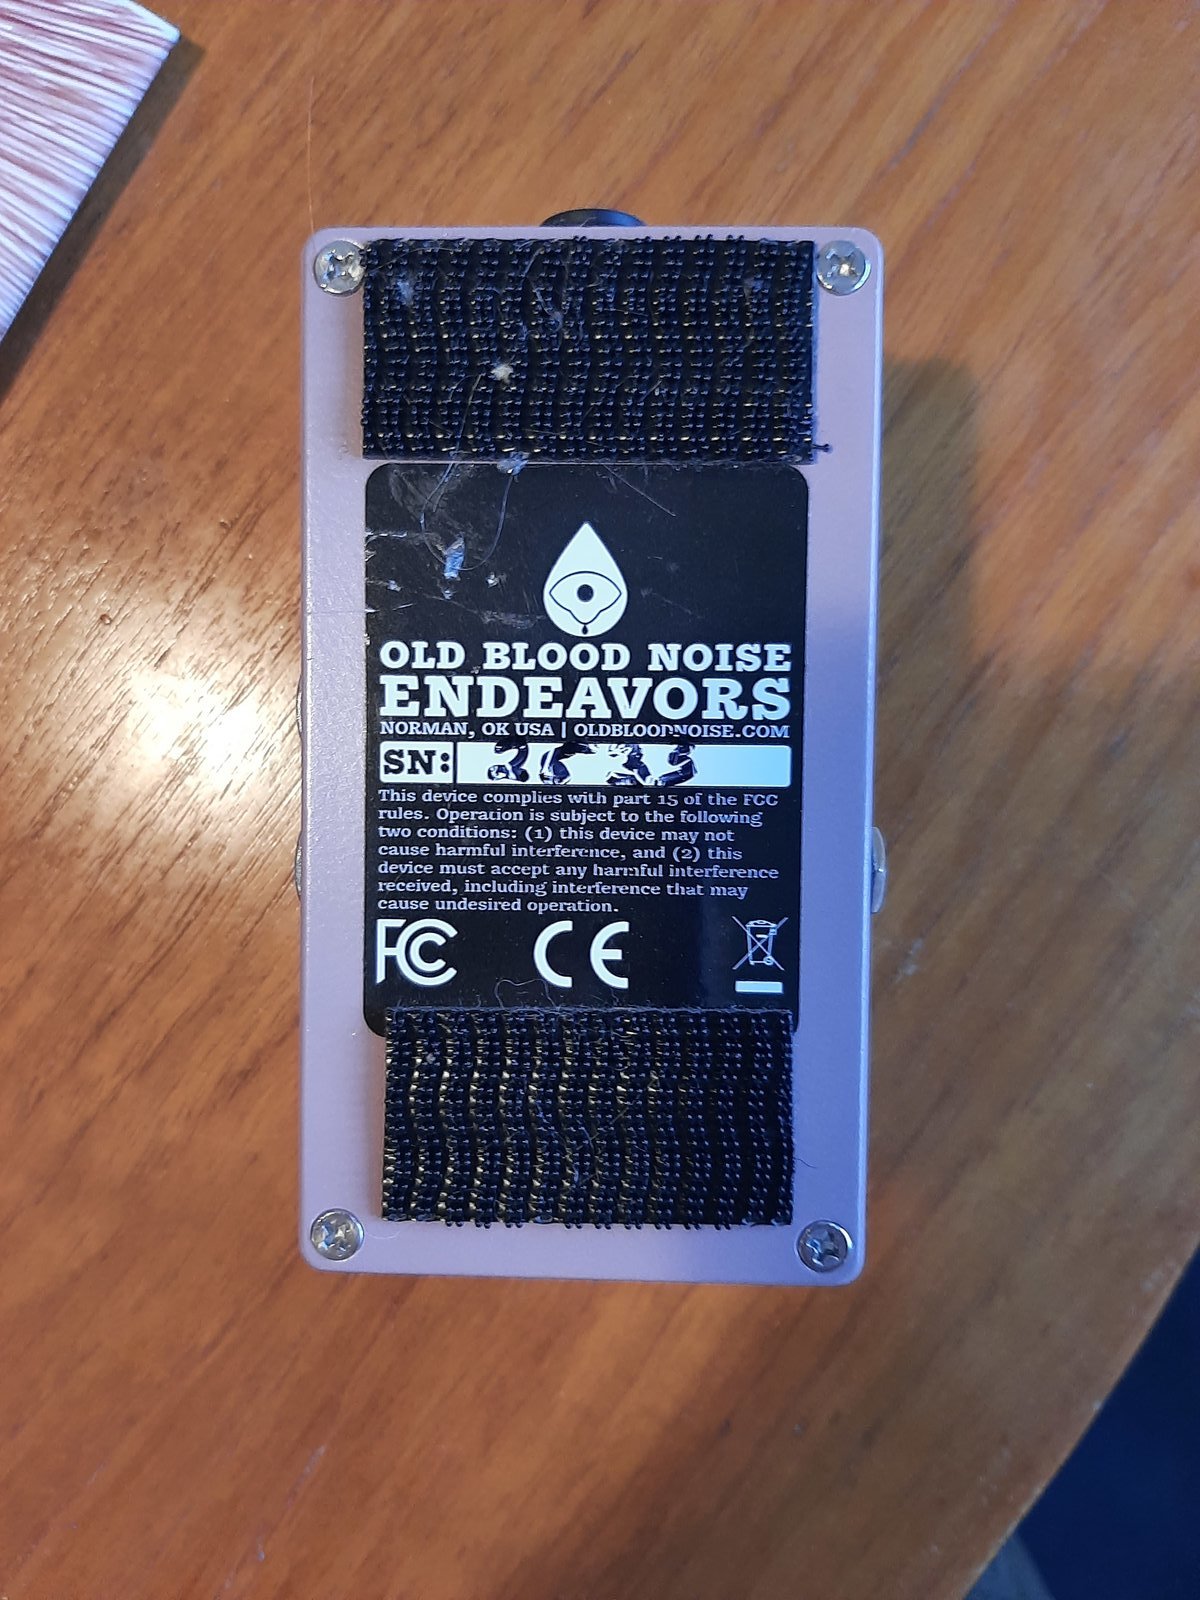 OLD BLOOD NOISE
ENDEAVORS
NORMAN, OK USA | OLDBLOODNOISE.COM
SN:
This device complies with part 15 of the FCC
rules. Operation is subject to the following
two conditions: (1) this device may not
cause harmful interference, and (2) this
device must accept any harmful interference
received, including interference that may
cause undesired operation.
FC CE